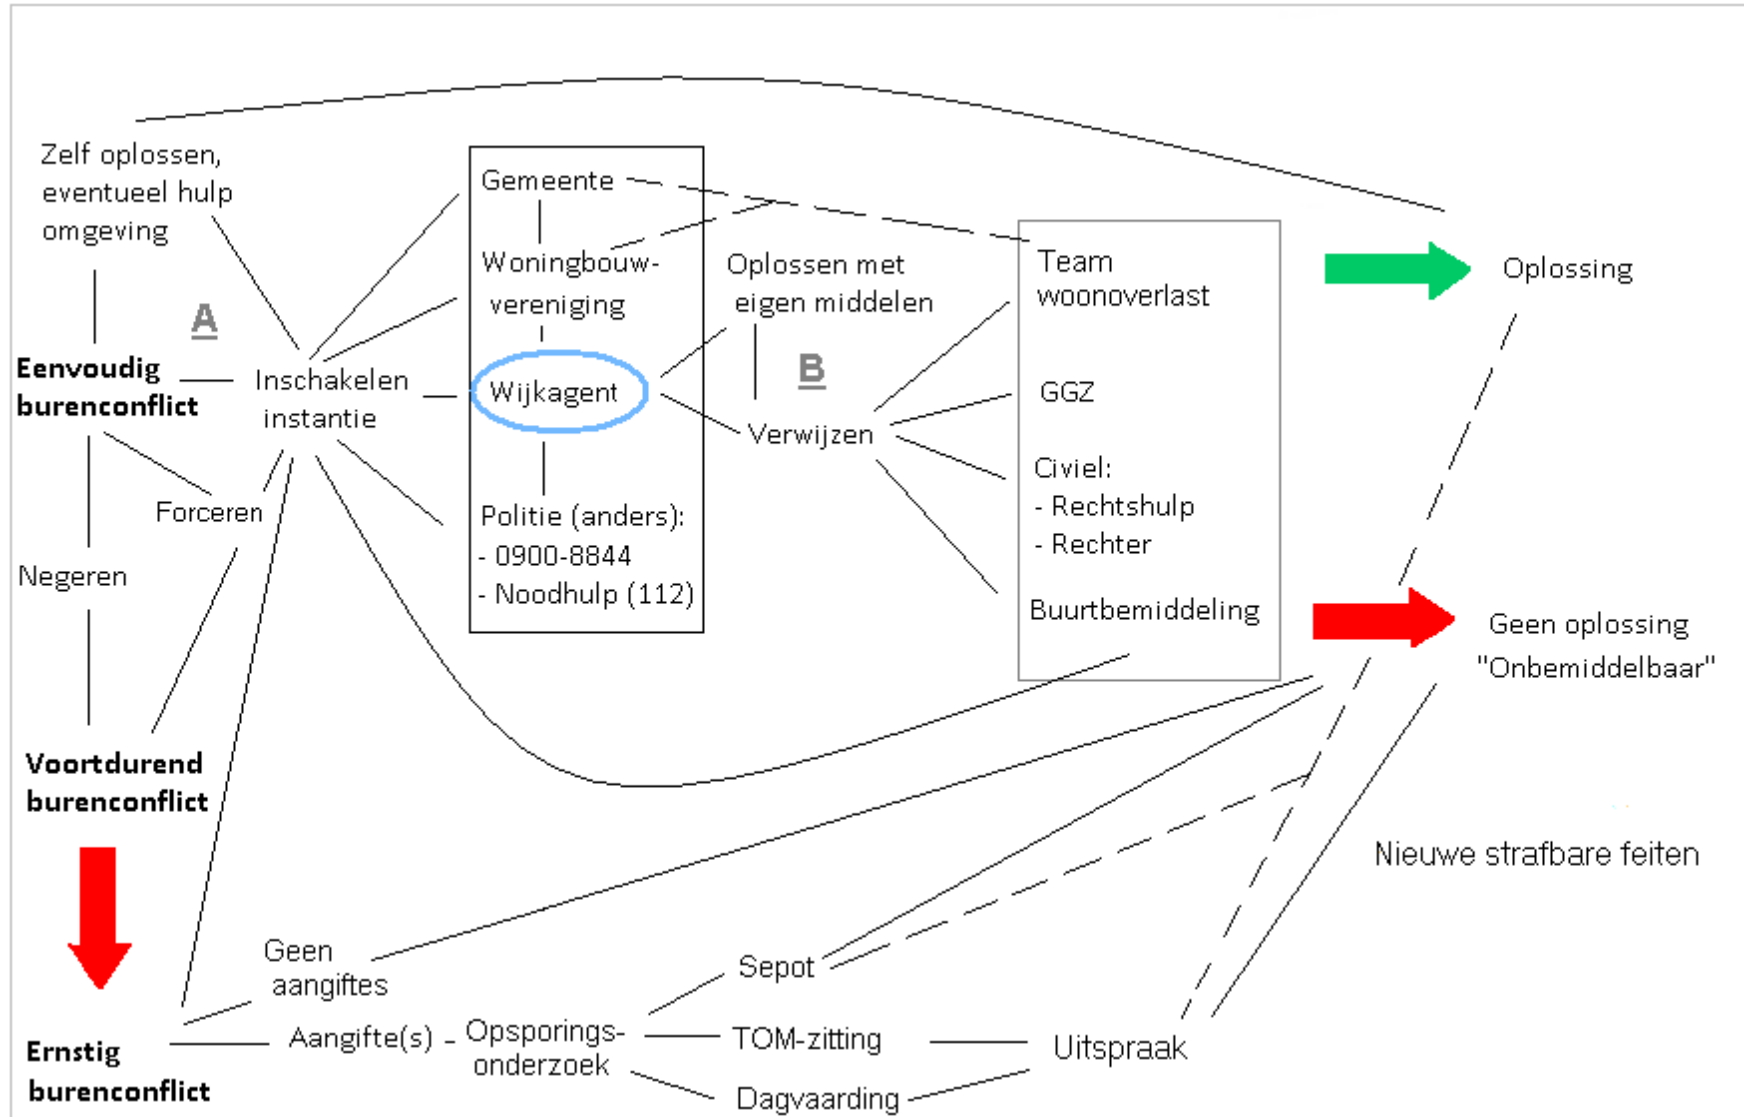 Zelf oplossen,
eventueel hulp
omgeving
A
Eenvoudig
burenconflict
Inschakelen
instantie
Forceren
Negeren
Voortdurend
burenconflict
Gemeente
Woningbouw-
vereniging
Wijkagent
Politie (anders):
- 0900-8844
- Noodhulp (112)
Oplossen met
eigen middelen
B
Verwijzen
Team
woonoverlast
GGZ
Civiel:
- Rechtshulp
- Rechter
Buurtbemiddeling
Oplossing
Geen oplossing
"Onbemiddelbaar"
Nieuwe strafbare feiten
Geen
aangiftes
Ernstig
burenconflict
Aangifte(s)
Opsporings-
onderzoek
Sepot
TOM-zitting
Dagvaarding
Uitspraak